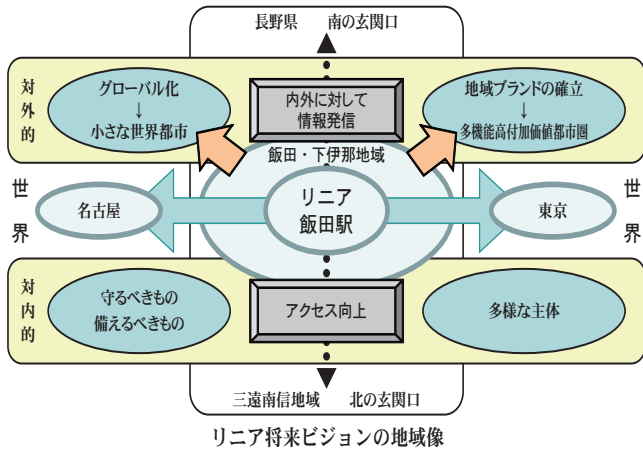 長野県 南の玄関口
対外的
グローバル化
↓
小さな世界都市
内外に対して
情報発信
地域ブランドの確立
↓
多機能高付加価値都市圏
飯田・下伊那地域
世界
名古屋
リニア
飯田駅
東京
世界
対内的
守るべきもの
備えるべきもの
アクセス向上
多様な主体
三遠南信地域 北の玄関口
リニア将来ビジョンの地域像